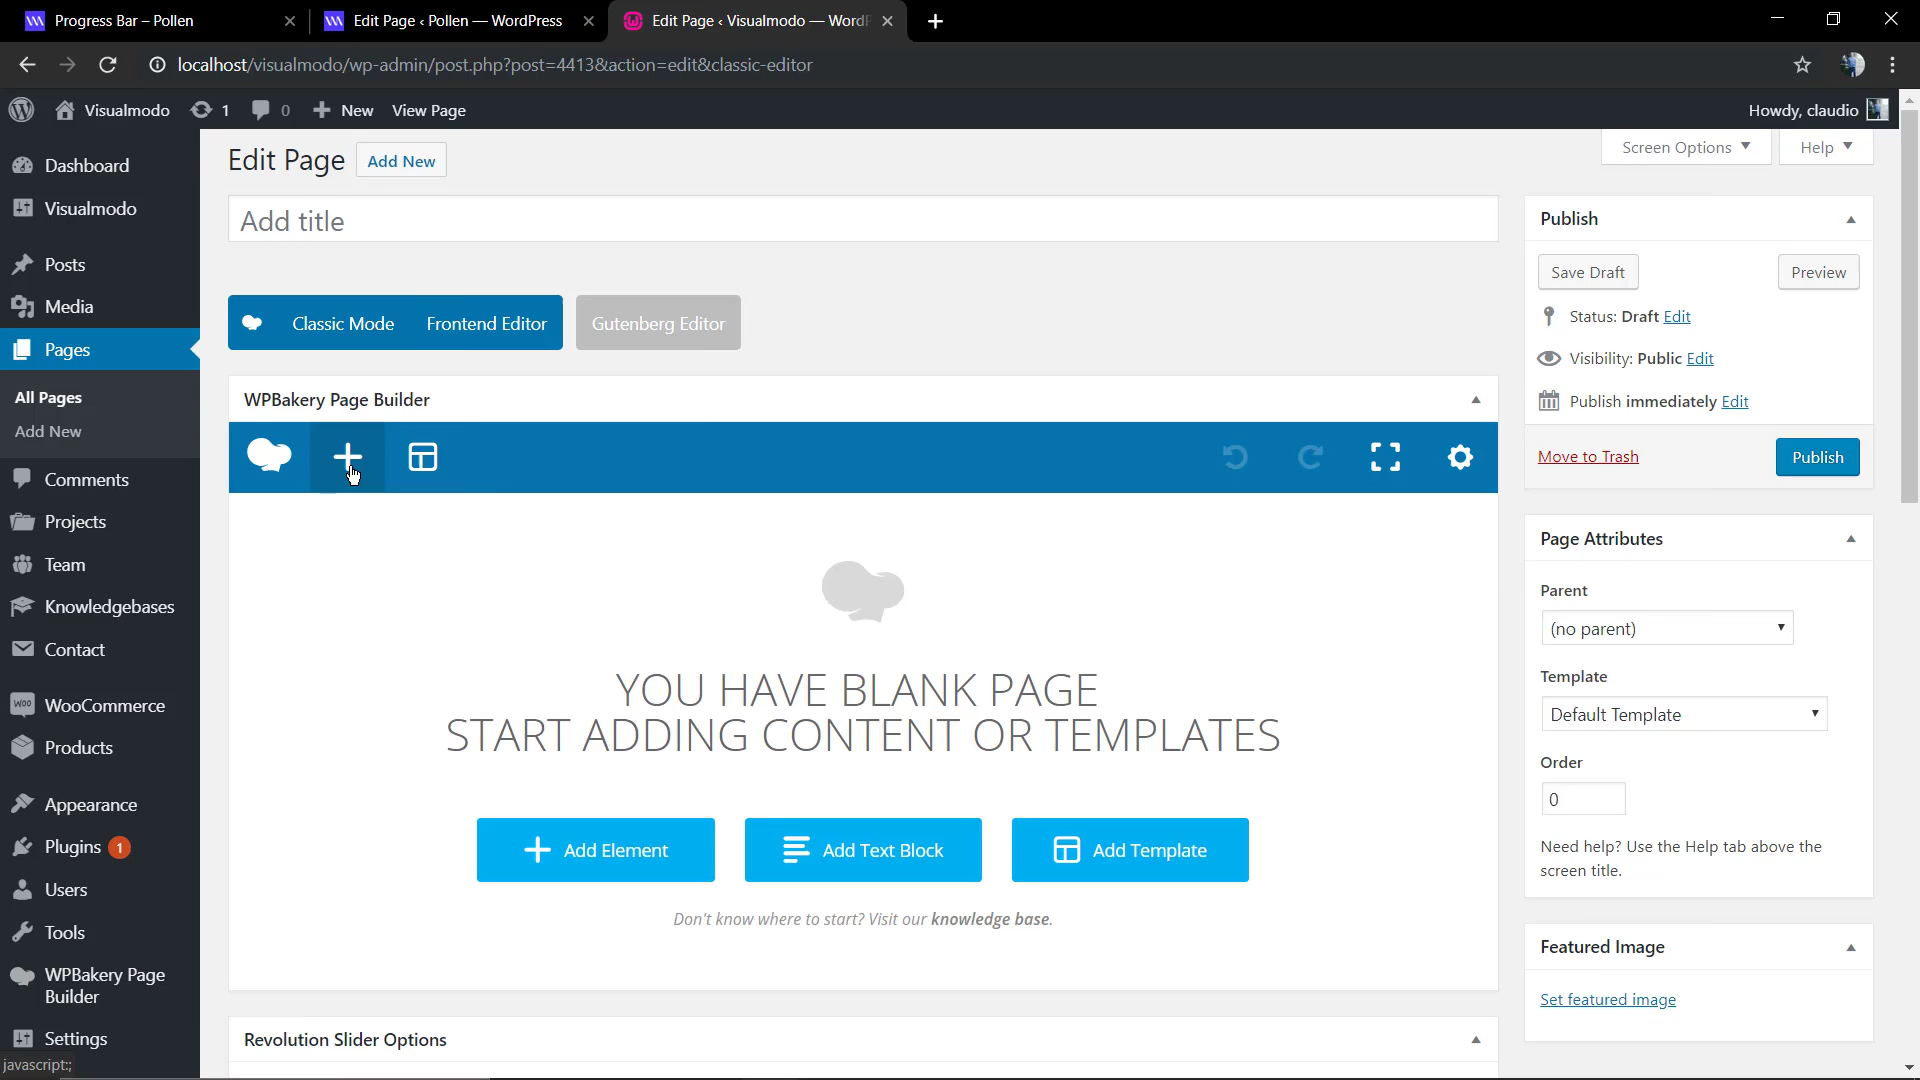 Progress Bar – Pollen
Edit Page ‹ Pollen — WordPress
Edit Page ‹ Visualmodo — WordP
localhost/visualmodo/wp-admin/post.php?post=4413&action=edit&classic-editor
Visualmodo
1
0
New
View Page
Howdy, claudio
Dashboard
Visualmodo
Posts
Media
Pages
All Pages
Add New
Comments
Projects
Team
Knowledgebases
Contact
WooCommerce
Products
Appearance
Plugins 1
Users
Tools
WPBakery Page
Builder
Settings
javascript:;
Edit Page
Add New
Screen Options
Help
Add title
Classic Mode
Frontend Editor
Gutenberg Editor
WPBakery Page Builder
YOU HAVE BLANK PAGE
START ADDING CONTENT OR TEMPLATES
Add Element
Add Text Block
Add Template
Don't know where to start? Visit our knowledge base.
Revolution Slider Options
Publish
Save Draft
Preview
Status: Draft Edit
Visibility: Public Edit
Publish immediately Edit
Move to Trash
Publish
Page Attributes
Parent
(no parent)
Template
Default Template
Order
0
Need help? Use the Help tab above the
screen title.
Featured Image
Set featured image